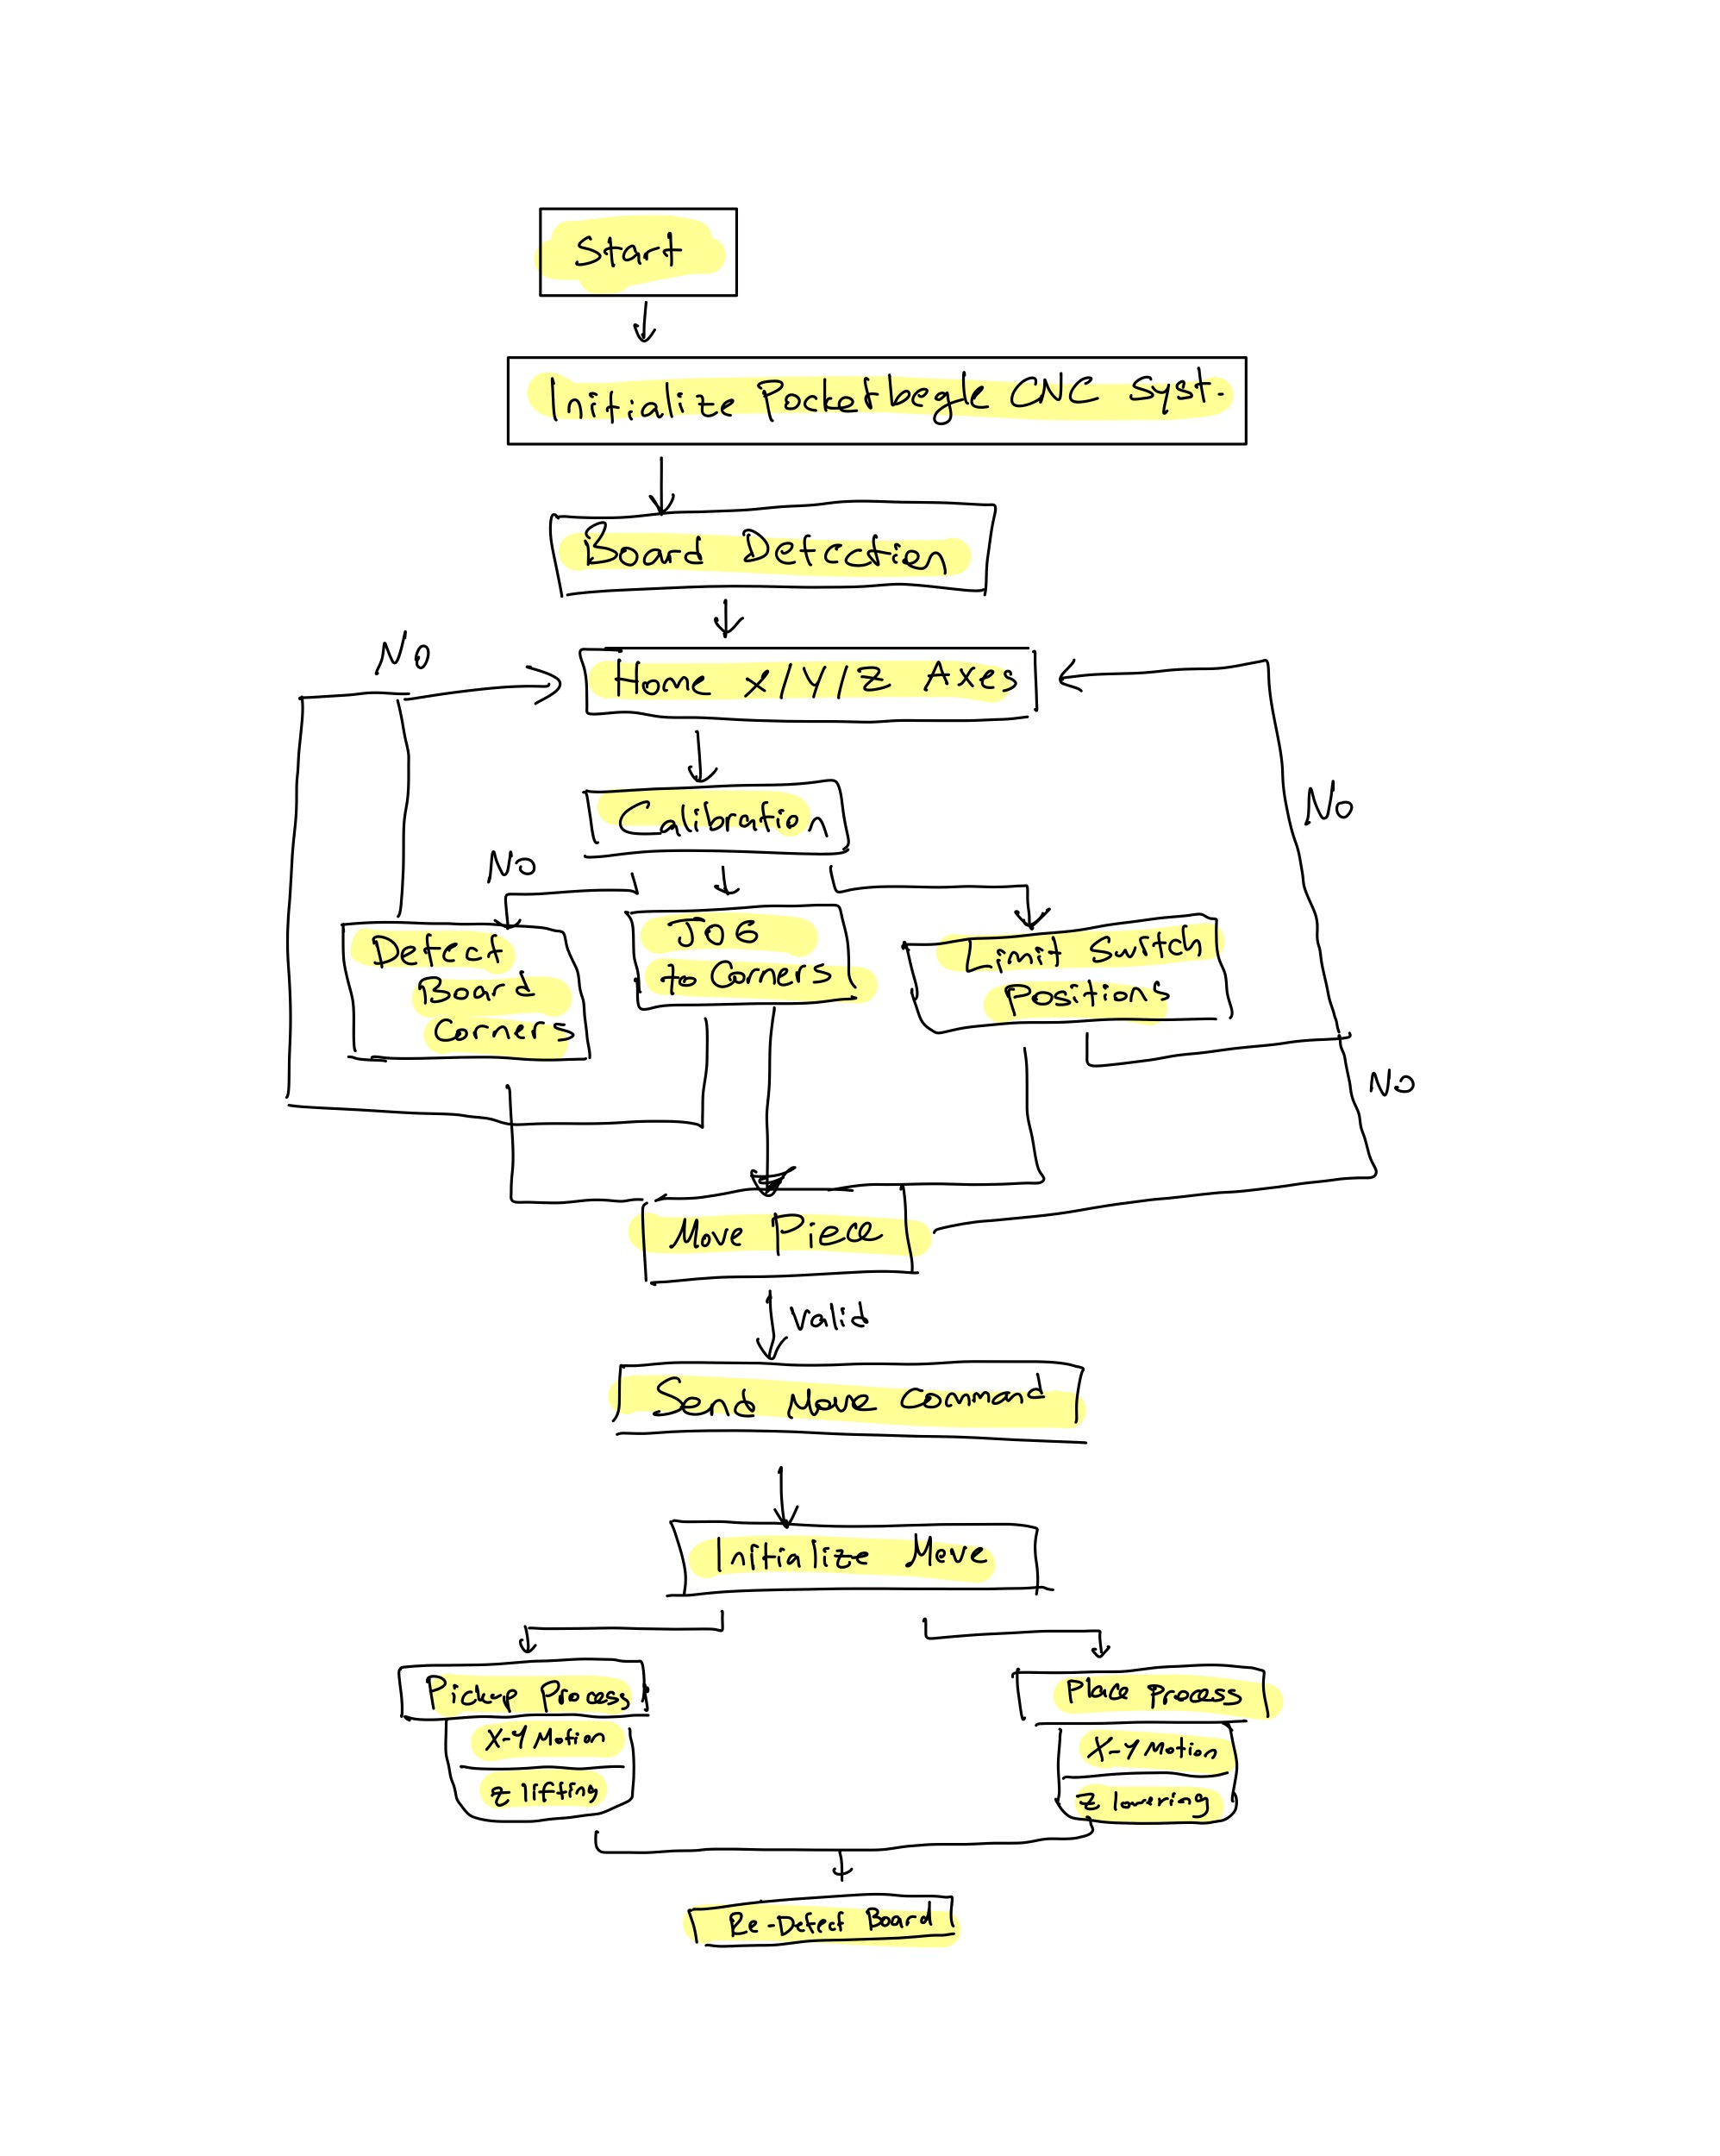 Start
Initialize Pocketbegle CNC Syst.
Board Detection
No
Home X/Y/Z Axes
Calibration
No
No
JOG
to Corners
Detect
Board
Corners
Limit Switch
Positions
No
Move Piece
Valid
Send Move Command
Initialize Move
Pickup Process
X-Y Motion
Z lifting
Place Process
X-Y Motion
Z lowering
Re-Detect Board